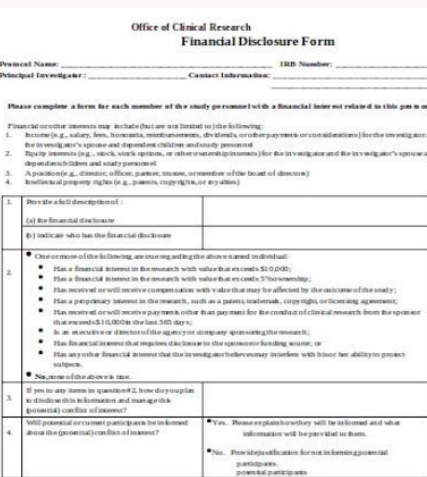 Office of Clinical Research
Financial Disclosure Form
Protocol Name: IRB Number:
Principal Investigator: Contact Information:
Please complete a form for each member of the study personnel with a financial interest related to this
Financial or other interests may include (but are not limited to) the following:
1. Income (e.g., salary, fees, honoraria, reimbursements, dividends, or other payments or considerations) for the investigator
the investigator's spouse and dependent children and study personnel
2. Equity interests (e.g., stock, stock options, or other ownership interests) for the investigator and the investigator's spouse
dependent children and study personnel
3. A position (e.g., director, officer, partner, trustee, or member of the board of directors)
4. Intellectual property rights (e.g., patents, copyrights, or royalties)
1. Provide a full description of:
(a) the financial disclosure
(b) indicate who has the financial disclosure
2. • One or more of the following are true regarding the above named individual:
• Has a financial interest in the research with value that exceeds $10,000;
• Has a financial interest in the research with value that exceeds 5% ownership;
• Has received or will receive compensation with value that may be affected by the outcome of the study;
• Has a proprietary interest in the research, such as a patent, trademark, copyright, or licensing agreement;
• Has received or will receive payments other than payment for the conduct of clinical research from the sponsor
that exceeds $10,000 in the last 365 days;
• Is an executive or director of the agency or company sponsoring the research;
• Has financial interest that requires disclosure to the sponsor or funding source; or
• Has any other financial interest that the investigator believes may interfere with his or her ability to protect
subjects.
• No, none of the above is true.
3. If yes to any items in question #2, how do you plan
to disclose this information and manage this
(potential) conflict of interest?
4. Will potential or current participants be informed
about the (potential) conflict of interest?
• Yes. Please explain how they will be informed and what
information will be provided to them.
• No. Provide justification for not informing potential
participants.
potential participants